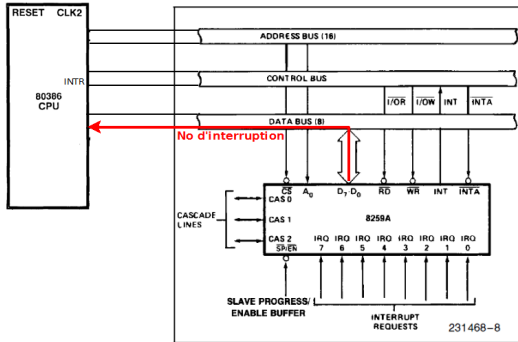 RESET CLK2
ADDRESS BUS (16)
INTR
CONTROL BUS
80386
CPU
I/OR I/OW INT INTA
DATA BUS (8)
No d'interruption
CS A0 D7 D0 RD WR INT INTA
CAS 0
CASCADE
LINES
CAS 1
8259A
CAS 2
SP/EN
IRQ IRQ IRQ IRQ IRQ IRQ IRQ IRQ
7 6 5 4 3 2 1 0
SLAVE PROGRESS/
ENABLE BUFFER
INTERRUPT
REQUESTS
231468-8